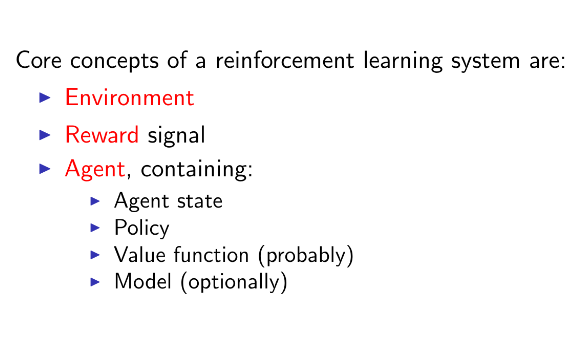 Core concepts of a reinforcement learning system are:
Environment
Reward signal
Agent, containing:
Agent state
Policy
Value function (probably)
Model (optionally)